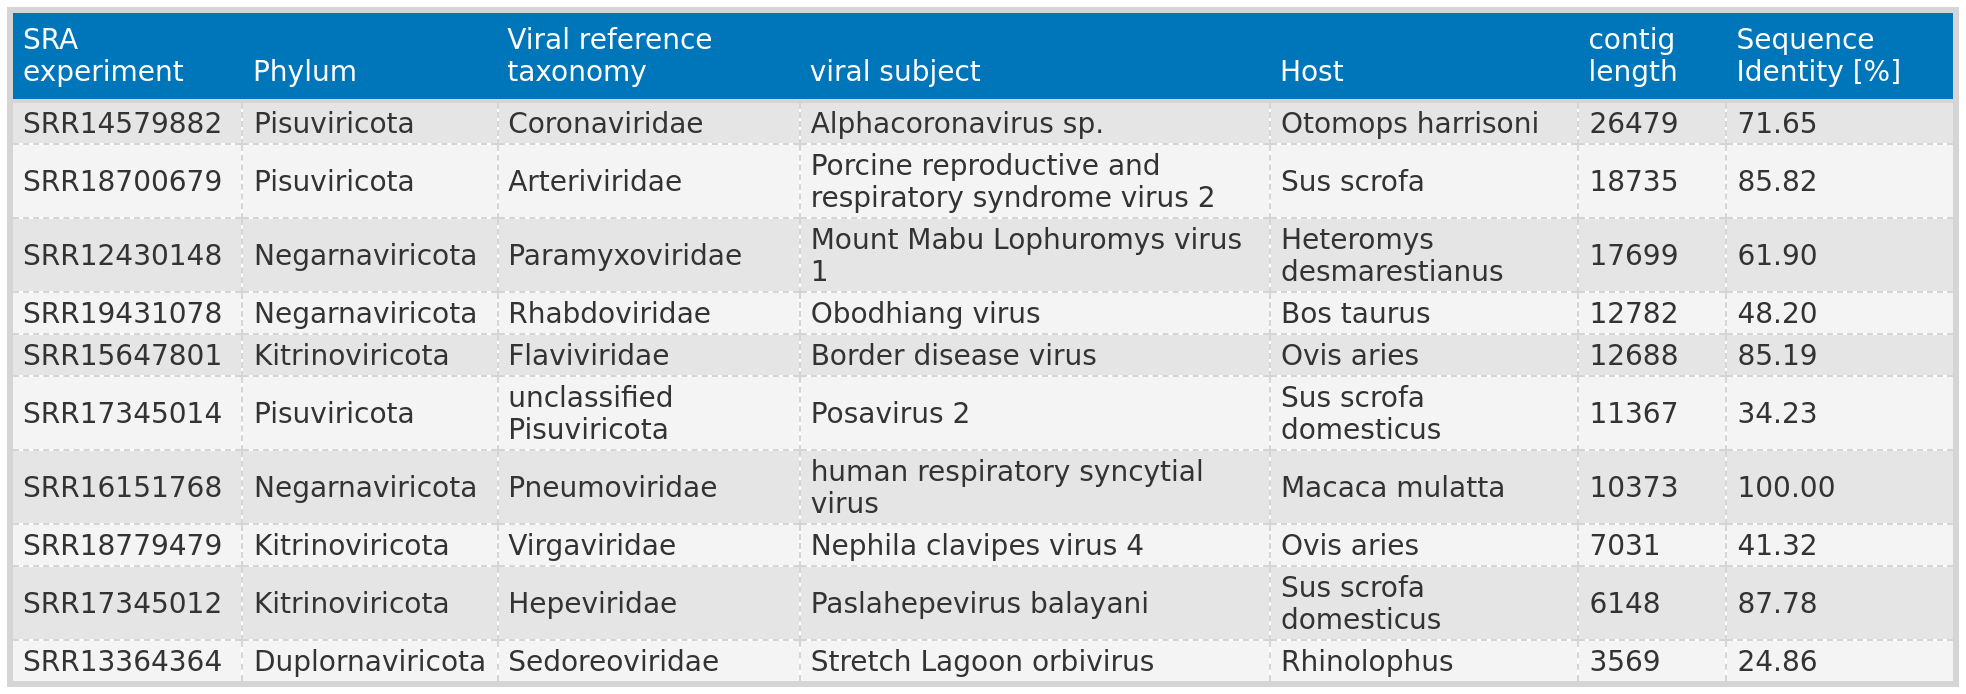 SRA experiment Phylum Viral reference taxonomy viral subject Host contig length Sequence Identity [%]
SRR14579882 Pisuviricota Coronaviridae Alphacoronavirus sp. Otomops harrisoni 26479 71.65
SRR18700679 Pisuviricota Arteriviridae Porcine reproductive and respiratory syndrome virus 2 Sus scrofa 18735 85.82
SRR12430148 Negarnaviricota Paramyxoviridae Mount Mabu Lophuromys virus 1 Heteromys desmarestianus 17699 61.90
SRR19431078 Negarnaviricota Rhabdoviridae Obodhiang virus Bos taurus 12782 48.20
SRR15647801 Kitrinoviricota Flaviviridae Border disease virus Ovis aries 12688 85.19
SRR17345014 Pisuviricota unclassified Pisuviricota Posavirus 2 Sus scrofa domesticus 11367 34.23
SRR16151768 Negarnaviricota Pneumoviridae human respiratory syncytial virus Macaca mulatta 10373 100.00
SRR18779479 Kitrinoviricota Virgaviridae Nephila clavipes virus 4 Ovis aries 7031 41.32
SRR17345012 Kitrinoviricota Hepeviridae Paslahepevirus balayani Sus scrofa domesticus 6148 87.78
SRR13364364 Duplornaviricota Sedoreoviridae Stretch Lagoon orbivirus Rhinolophus 3569 24.86